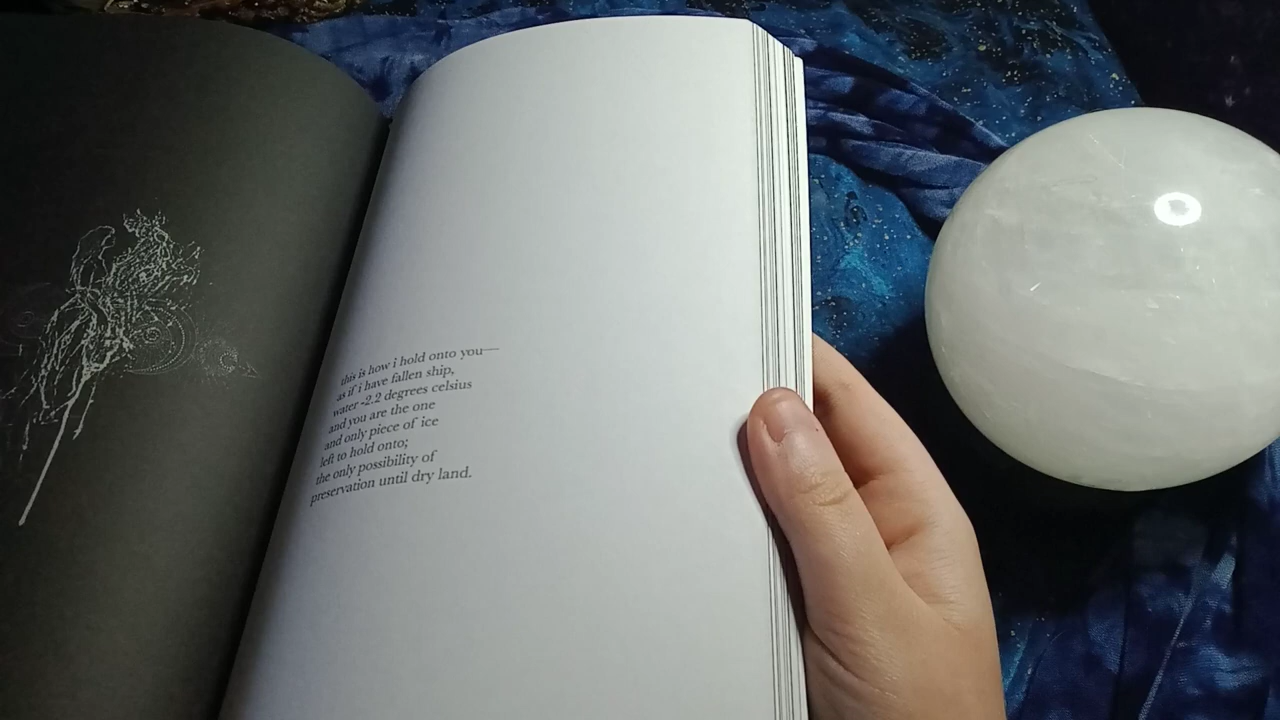 this is how i hold onto you—
as if i have fallen ship,
water -2.2 degrees celsius
and you are the one
and only piece of ice
left to hold onto;
the only possibility of
preservation until dry land.